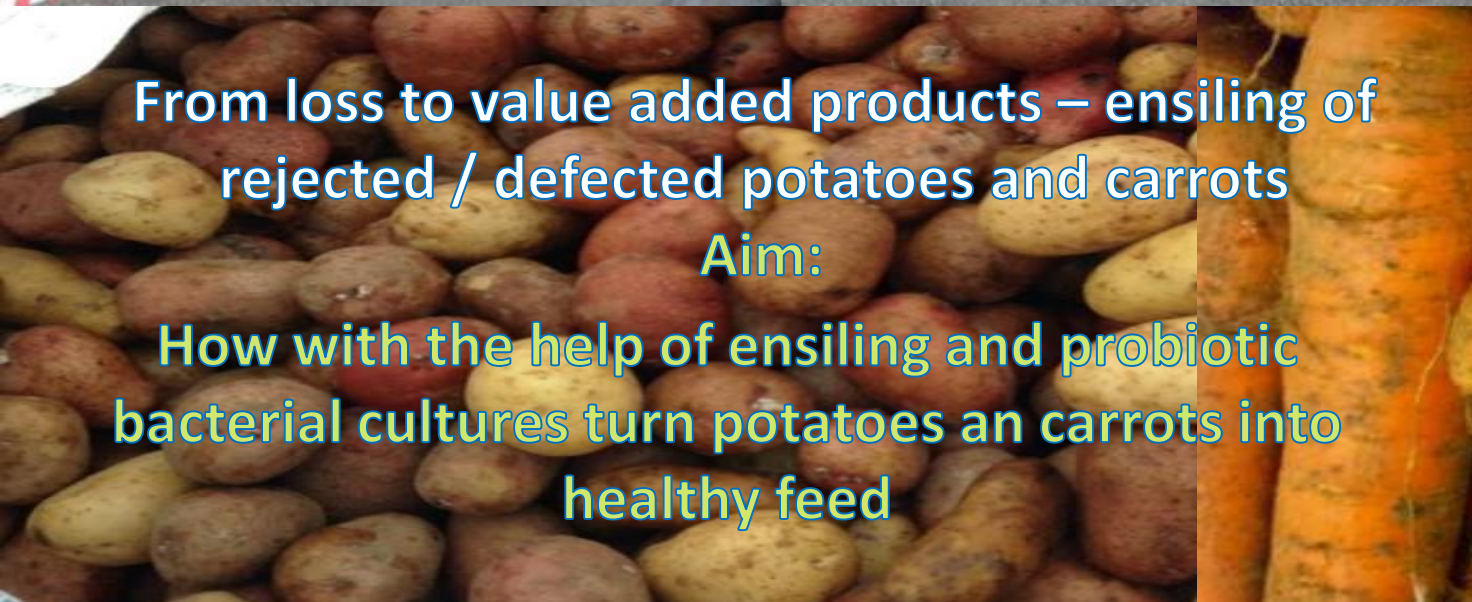 From loss to value added products – ensiling of
rejected / defected potatoes and carrots
Aim:
How with the help of ensiling and probiotic
bacterial cultures turn potatoes an carrots into
healthy feed